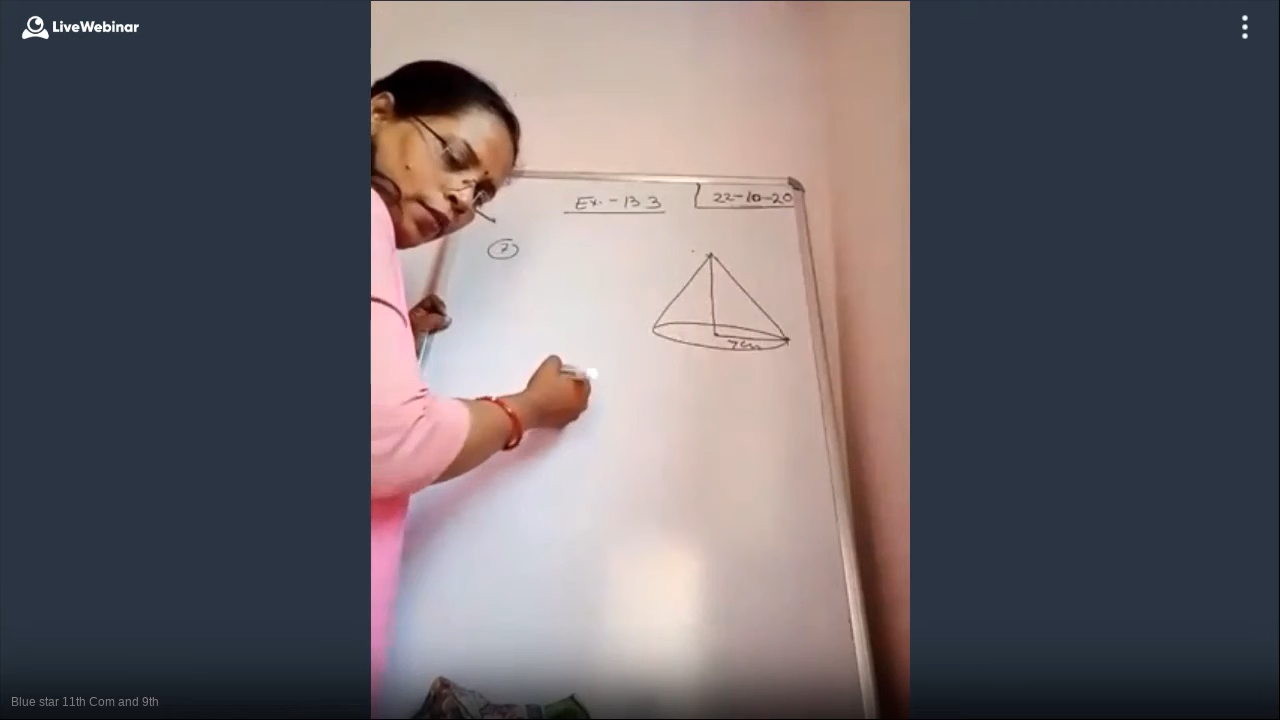 LiveWebinar
Ex. - 13.3
22-10-20
7
7cm
Blue star 11th Com and 9th